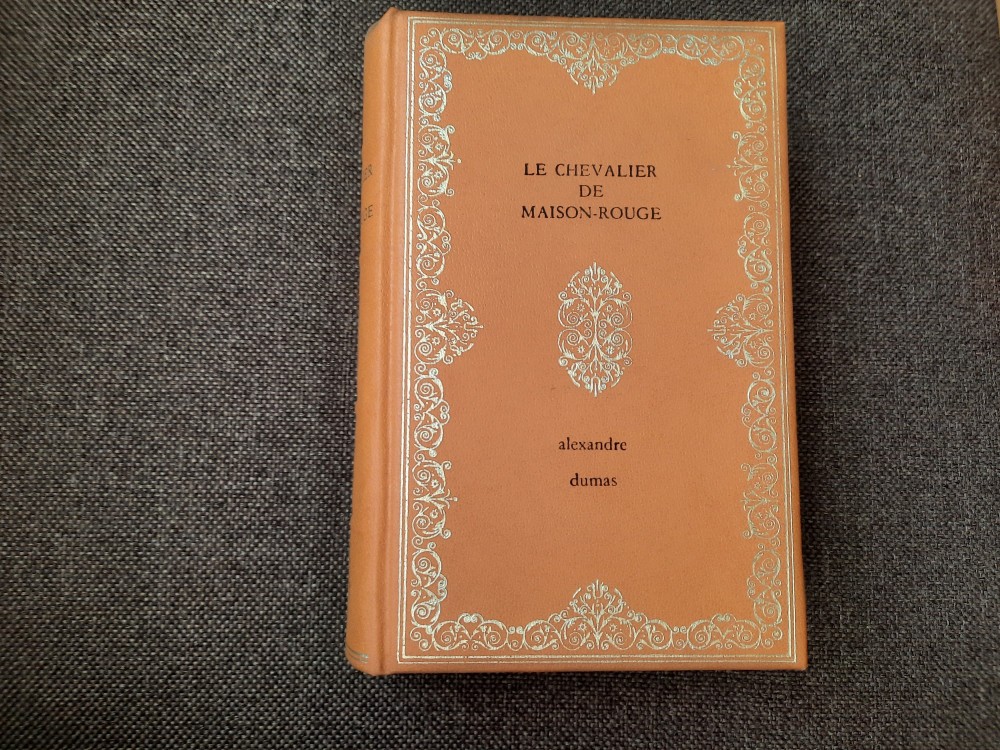 LE CHEVALIER
DE
MAISON-ROUGE
alexandre
dumas